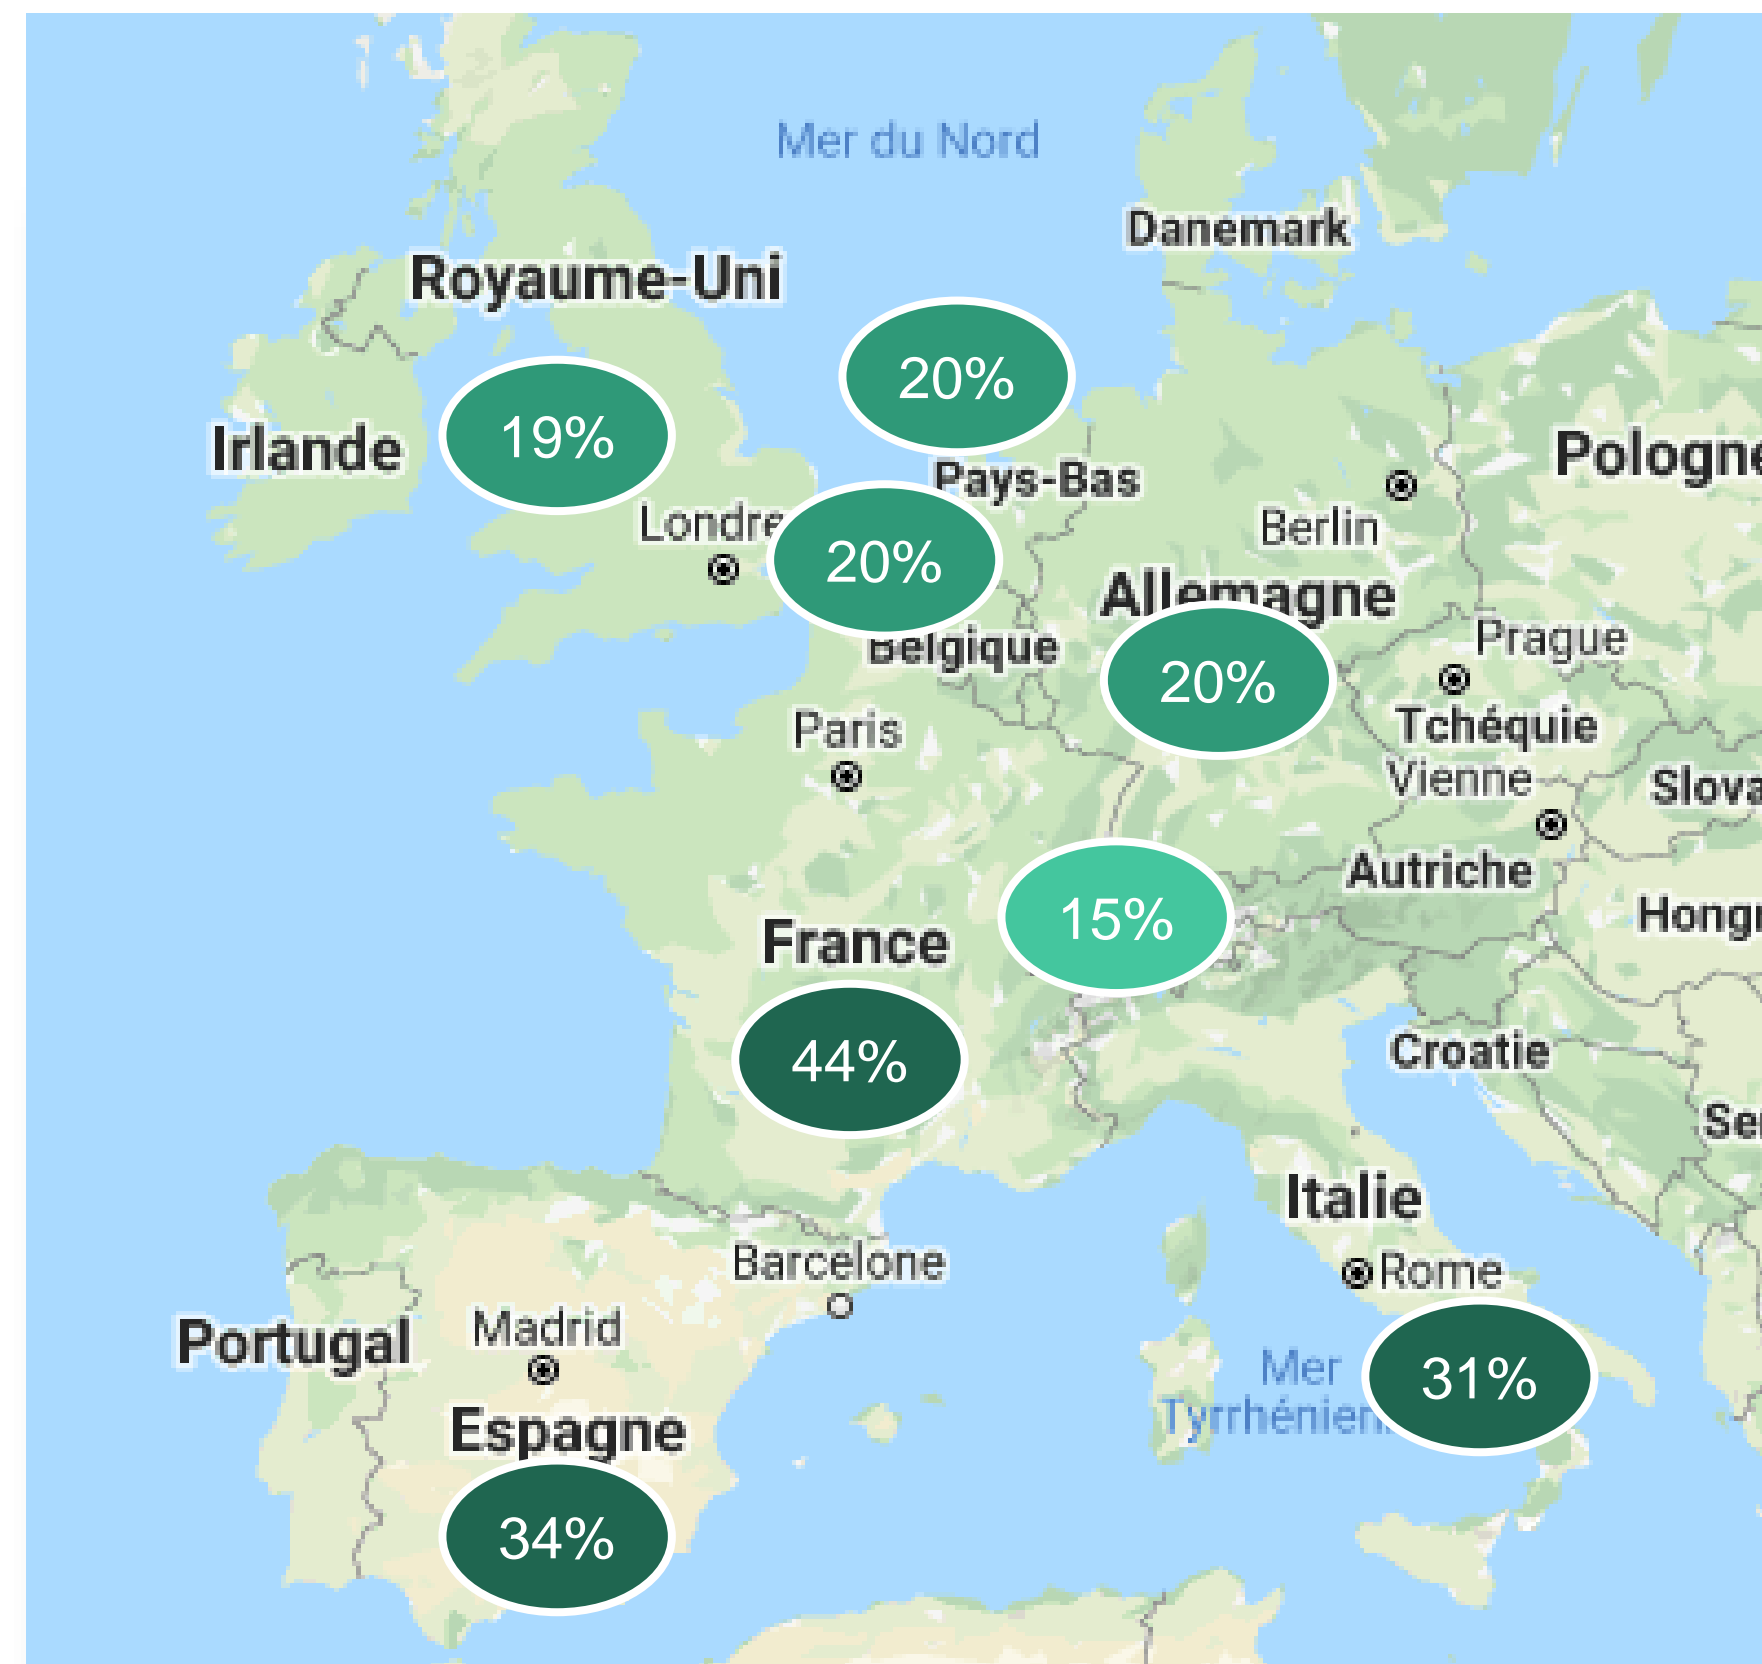 Mer du Nord
Danemark
Royaume-Uni
20%
19%
Irlande
Pays-Bas
Pologne
Londre
Berlin
20%
Allemagne
Belgique
Prague
20%
Paris
Tchéquie
Vienne
Slova
Autriche
15%
Hongr
France
44%
Croatie
Ser
Italie
Barcelone
Rome
Madrid
Portugal
Mer
Tyrrhénien
31%
Espagne
34%